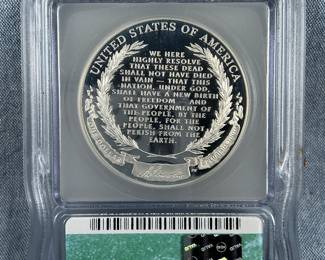 UNITED STATES OF AMERICA
WE HERE
HIGHLY RESOLVE
THAT THESE DEAD
SHALL NOT HAVE DIED
IN VAIN – THAT THIS
NATION, UNDER GOD,
SHALL HAVE A NEW BIRTH
OF FREEDOM – AND
THAT GOVERNMENT OF
THE PEOPLE, BY THE
PEOPLE, FOR THE
PEOPLE, SHALL NOT
PERISH FROM THE
EARTH.